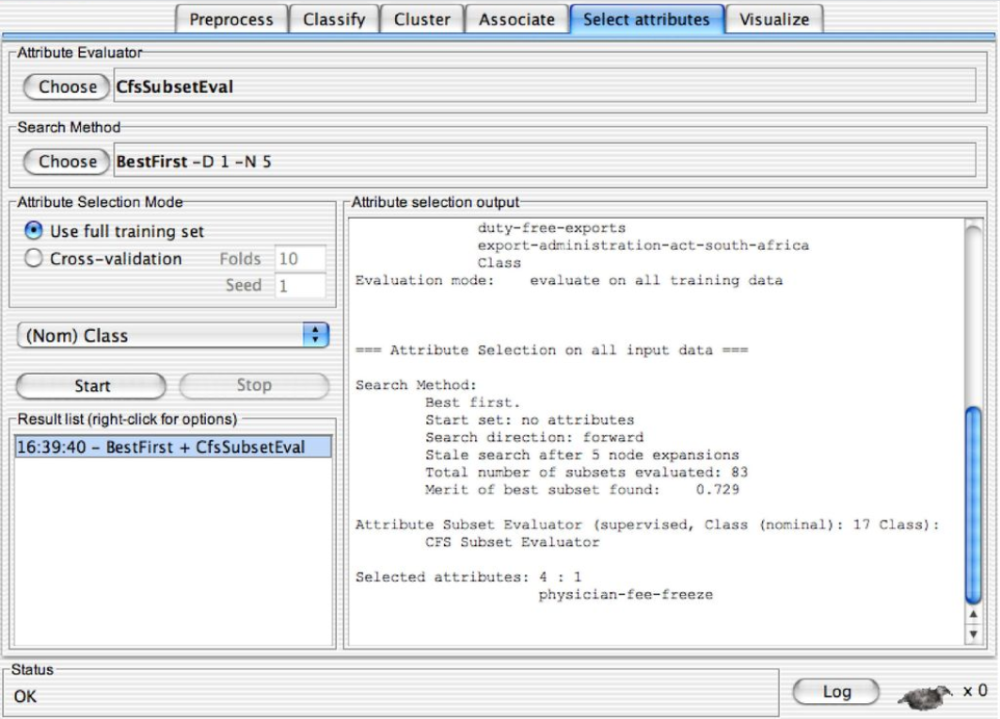 Preprocess Classify Cluster Associate Select attributes Visualize
Attribute Evaluator
Choose CfsSubsetEval
Search Method
Choose BestFirst -D 1 -N 5
Attribute Selection Mode
Use full training set
Cross-validation Folds 10
Seed 1
(Nom) Class
Start Stop
Result list (right-click for options)
16:39:40 - BestFirst + CfsSubsetEval
Attribute selection output
duty-free-exports
export-administration-act-south-africa
Class
Evaluation mode: evaluate on all training data
=== Attribute Selection on all input data ===
Search Method:
Best first.
Start set: no attributes
Search direction: forward
Stale search after 5 node expansions
Total number of subsets evaluated: 83
Merit of best subset found: 0.729
Attribute Subset Evaluator (supervised, Class (nominal): 17 Class):
CFS Subset Evaluator
Selected attributes: 4 : 1
physician-fee-freeze
Status
OK
Log x 0